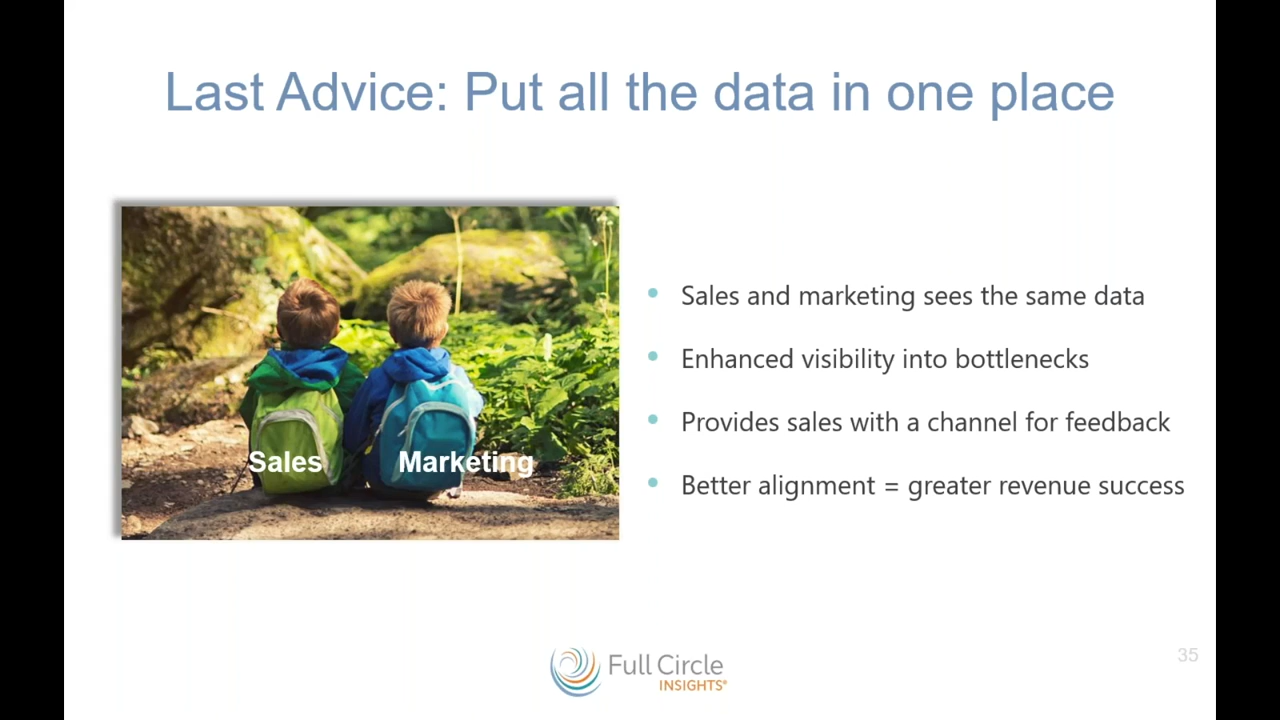 Last Advice: Put all the data in one place
Sales
Marketing
• Sales and marketing sees the same data
• Enhanced visibility into bottlenecks
• Provides sales with a channel for feedback
• Better alignment = greater revenue success
Full Circle
INSIGHTS®
35